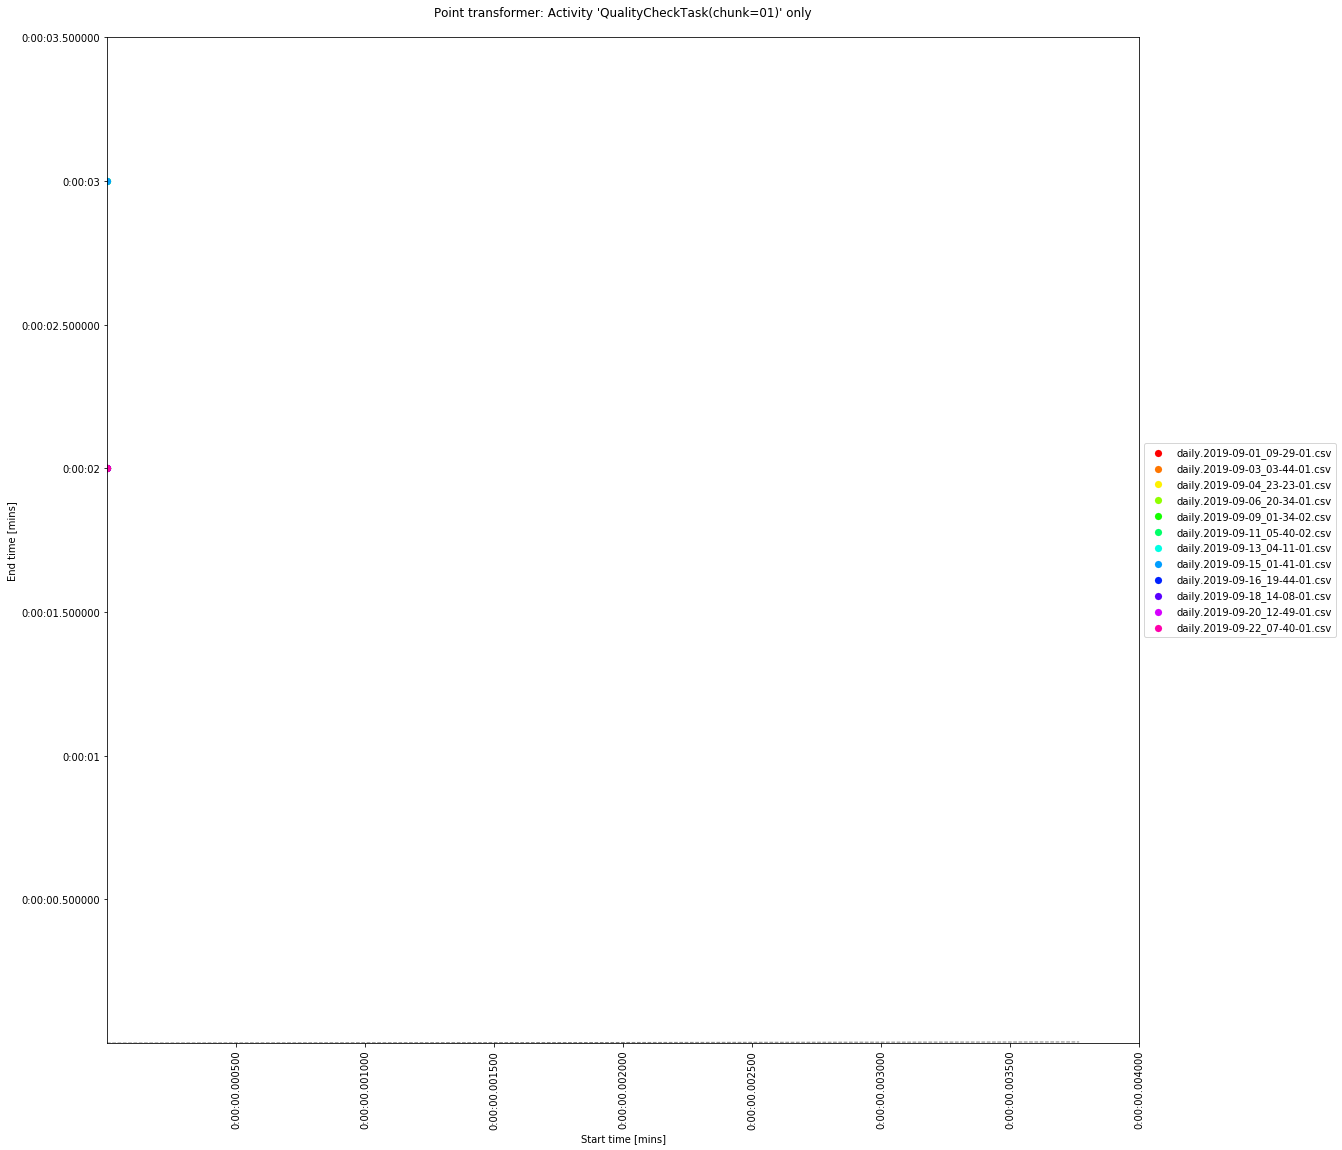 Point transformer: Activity 'QualityCheckTask(chunk=01)' only
0:00:03.500000
0:00:03
0:00:02.500000
0:00:02
0:00:01.500000
0:00:01
0:00:00.500000
End time [mins]
0:00:00.000500
0:00:00.001000
0:00:00.001500
0:00:00.002000
0:00:00.002500
0:00:00.003000
0:00:00.003500
0:00:00.004000
Start time [mins]
daily.2019-09-01_09-29-01.csv
daily.2019-09-03_03-44-01.csv
daily.2019-09-04_23-23-01.csv
daily.2019-09-06_20-34-01.csv
daily.2019-09-09_01-34-02.csv
daily.2019-09-11_05-40-02.csv
daily.2019-09-13_04-11-01.csv
daily.2019-09-15_01-41-01.csv
daily.2019-09-16_19-44-01.csv
daily.2019-09-18_14-08-01.csv
daily.2019-09-20_12-49-01.csv
daily.2019-09-22_07-40-01.csv